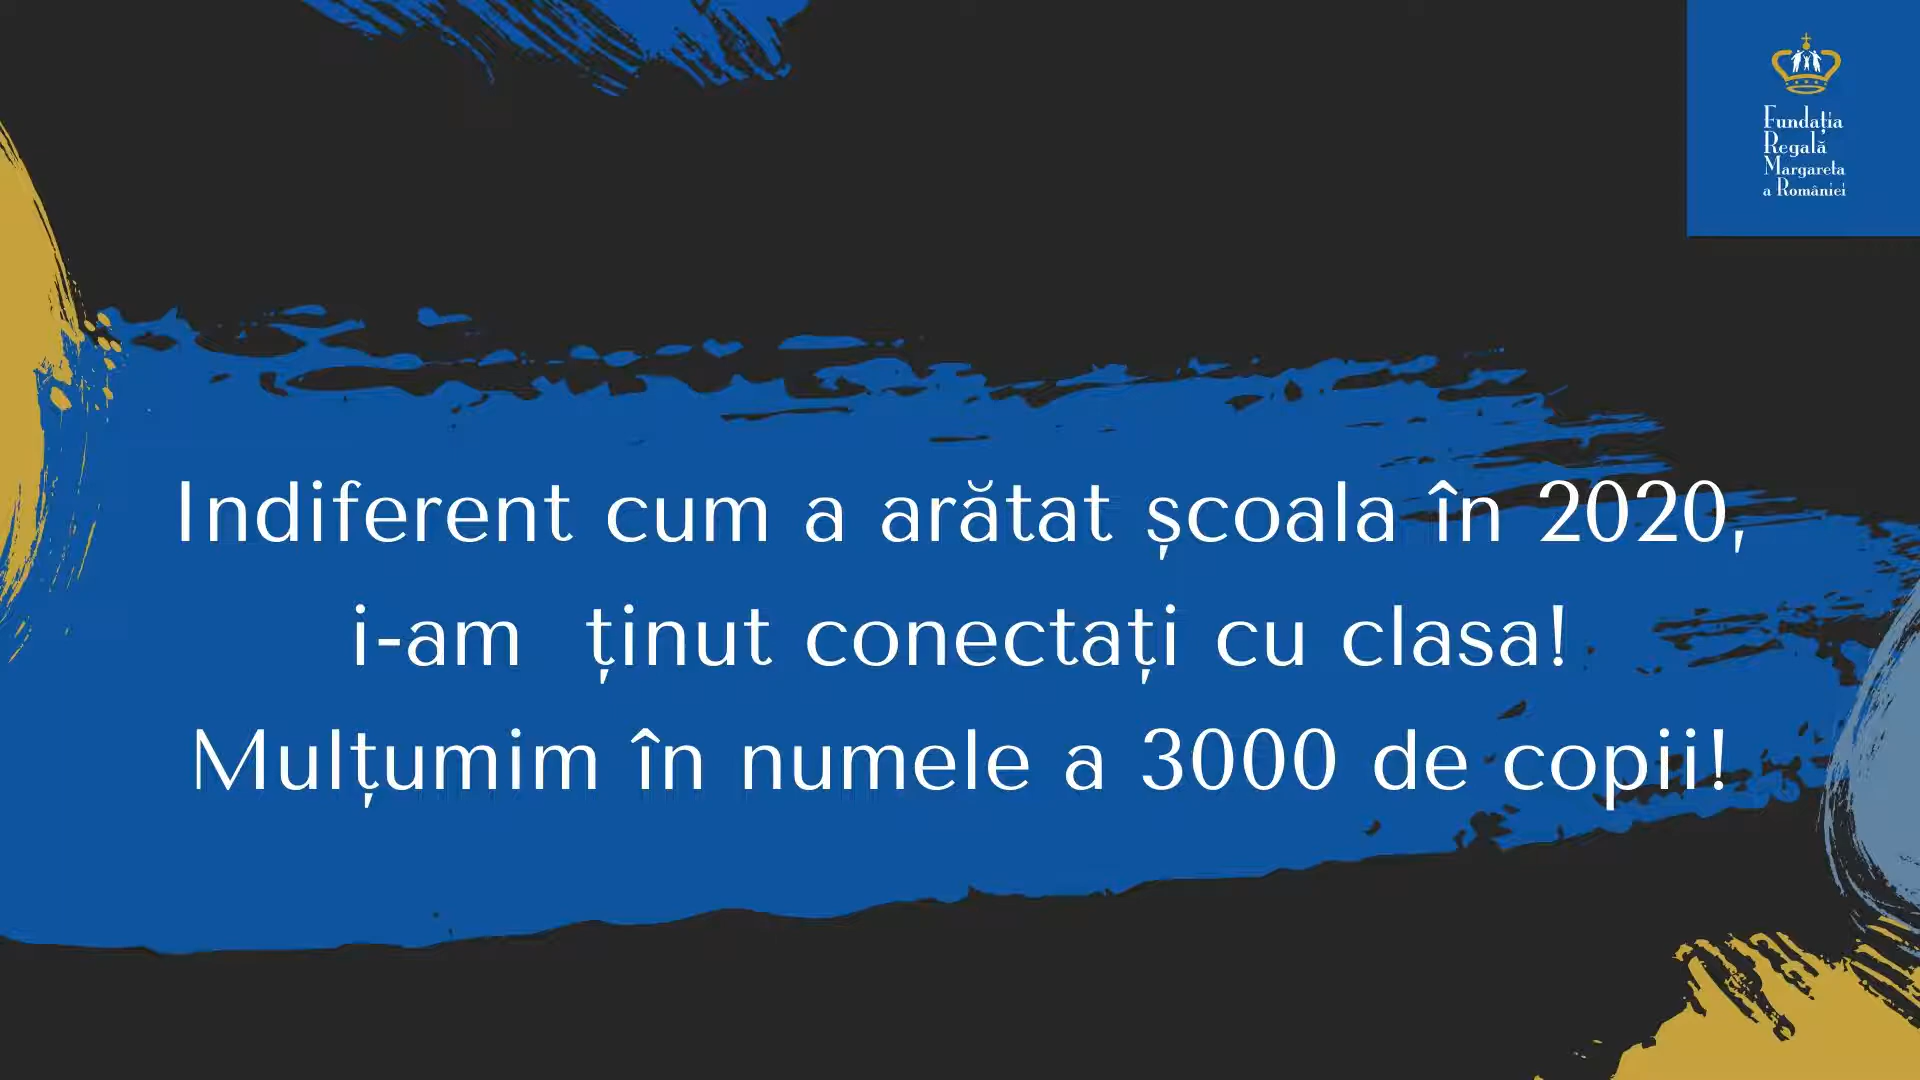 Fundația
Regală
Margareta
a României
Indiferent cum a arătat școala în 2020,
i-am  ținut conectați cu clasa!
Mulțumim în numele a 3000 de copii!